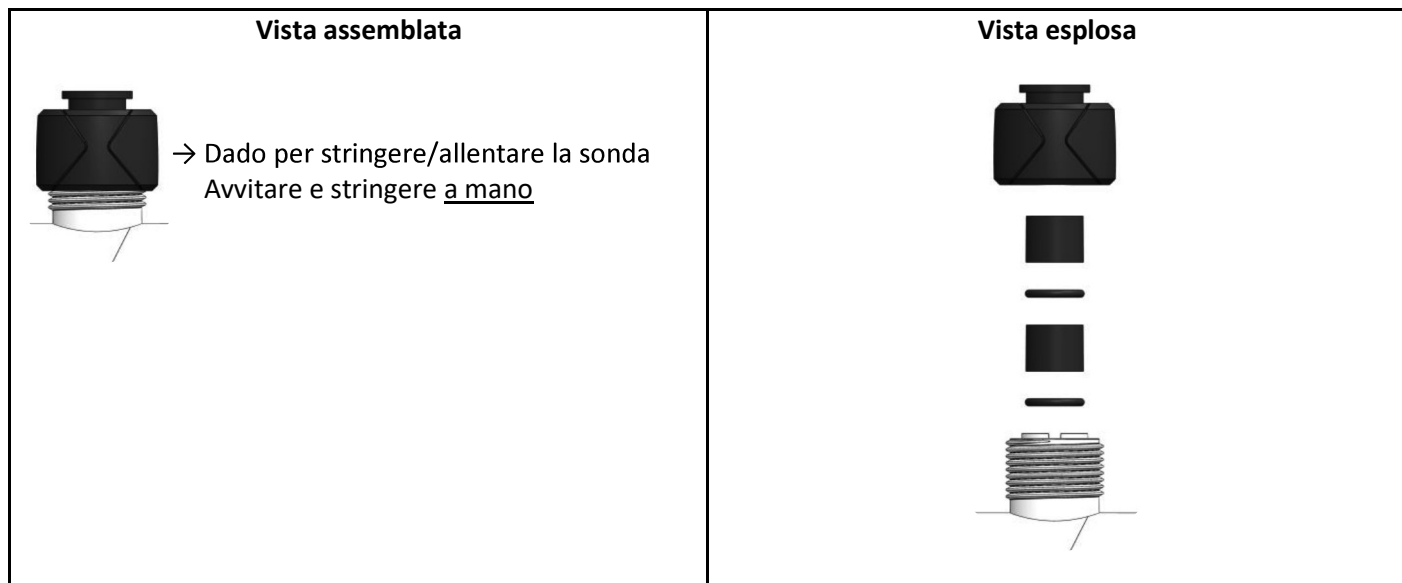 Vista assemblata
Vista esplosa
→ Dado per stringere/allentare la sonda
Avvitare e stringere a mano